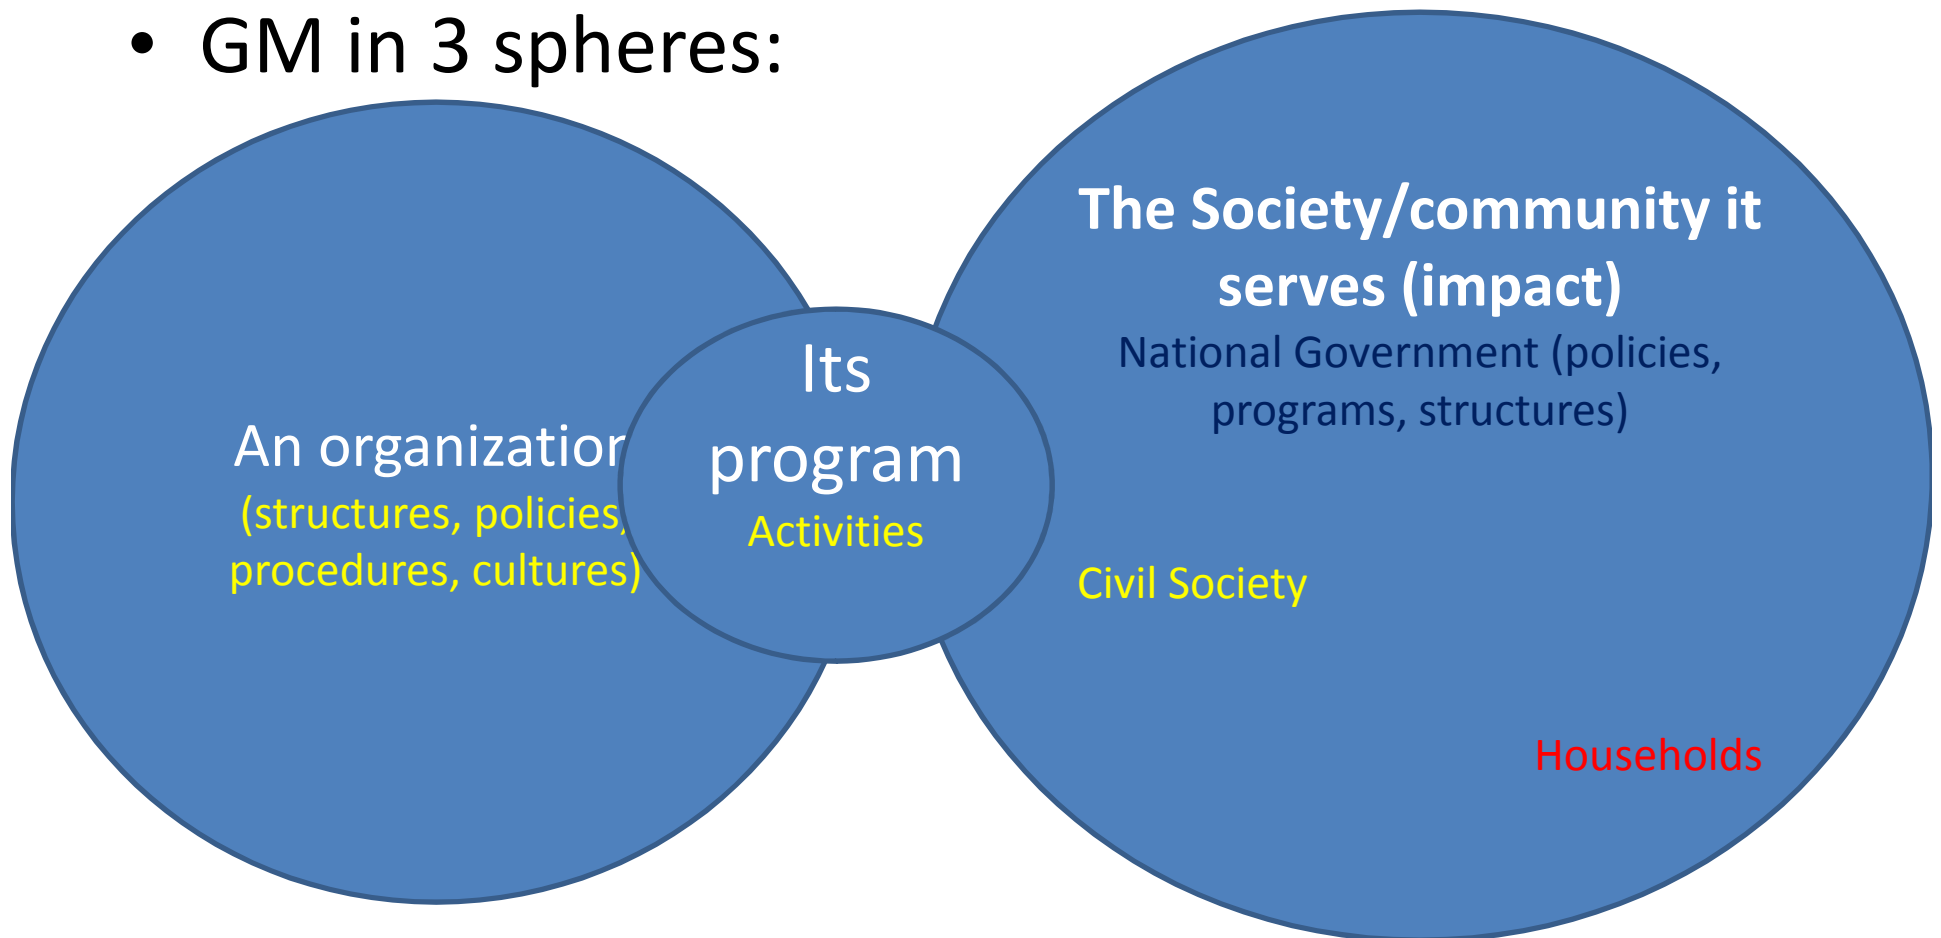 • GM in 3 spheres:
An organization
(structures, policies,
procedures, cultures)
Its
program
Activities
The Society/community it
serves (impact)
National Government (policies,
programs, structures)
Civil Society
Households